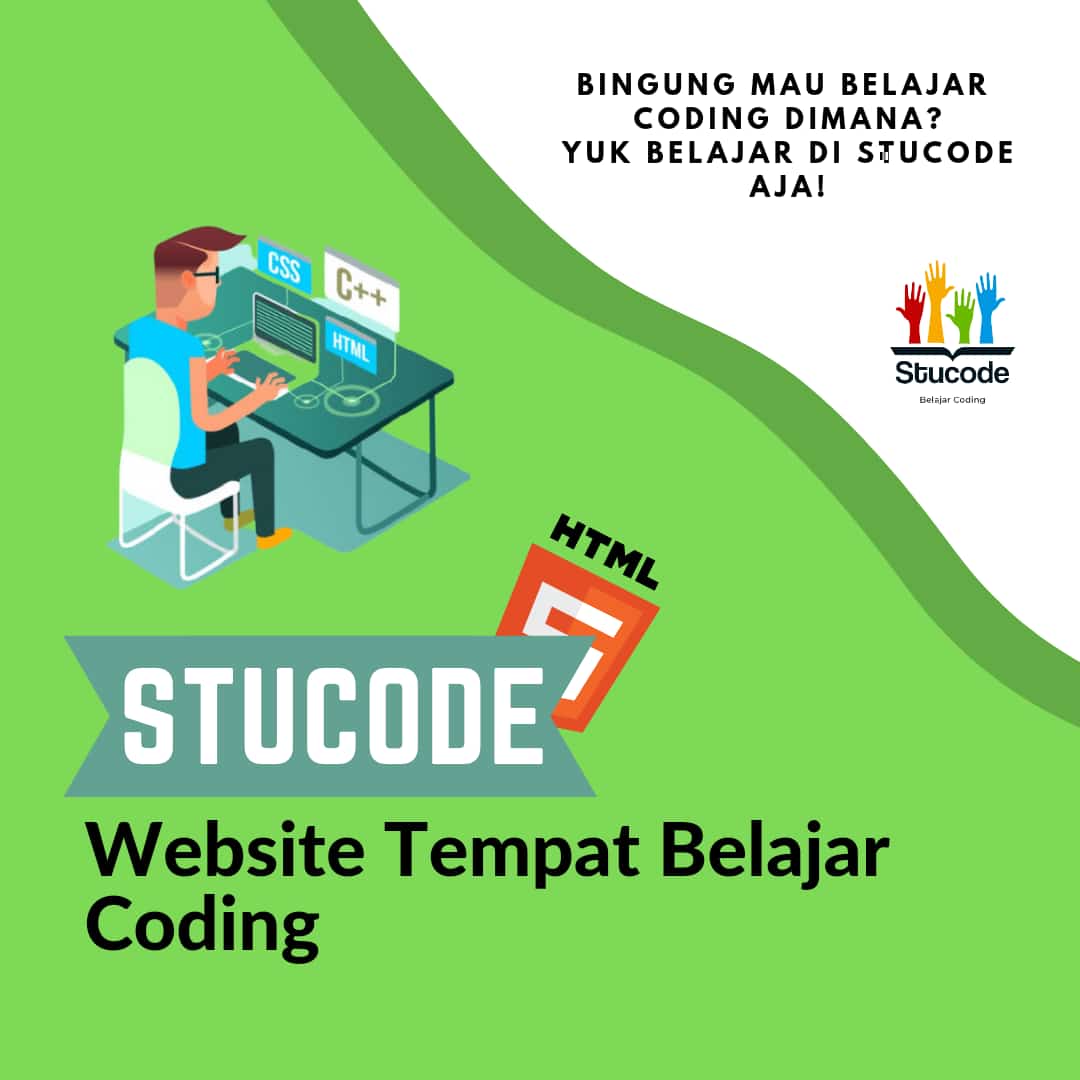 BINGUNG MAU BELAJAR
CODING DIMANA?
YUK BELAJAR DI STUCODE
AJA!
CSS
C++
HTML
Stucode
Belajar Coding
HTML
5
STUCODE
Website Tempat Belajar
Coding